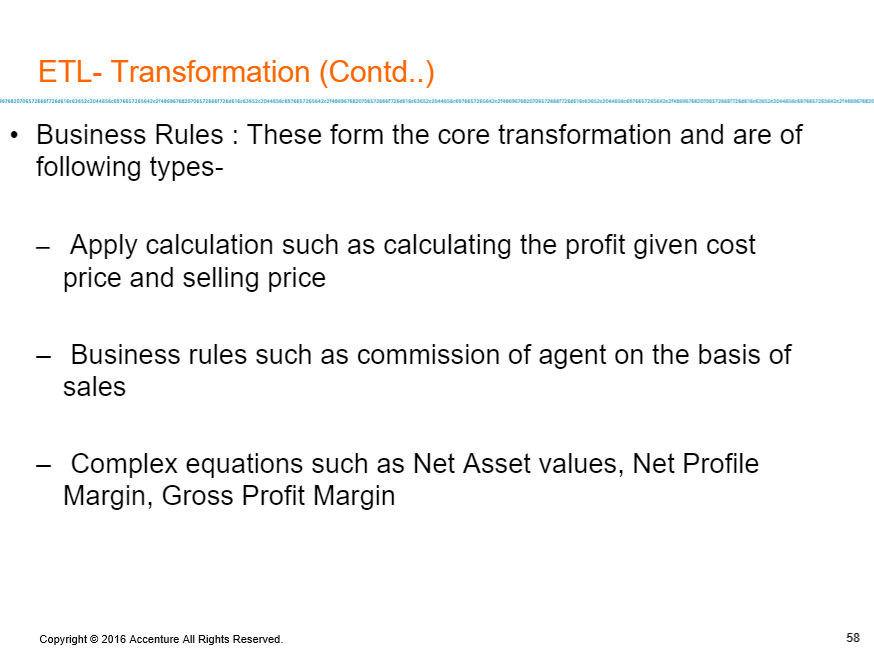 ETL- Transformation (Contd..)
• Business Rules : These form the core transformation and are of
following types-
– Apply calculation such as calculating the profit given cost
price and selling price
– Business rules such as commission of agent on the basis of
sales
– Complex equations such as Net Asset values, Net Profile
Margin, Gross Profit Margin
Copyright © 2016 Accenture All Rights Reserved.
58